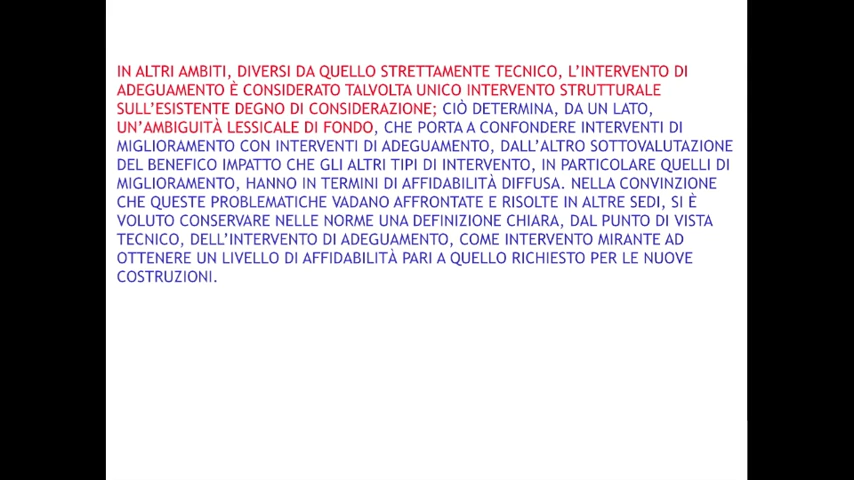 IN ALTRI AMBITI, DIVERSI DA QUELLO STRETTAMENTE TECNICO, L’INTERVENTO DI
ADEGUAMENTO È CONSIDERATO TALVOLTA UNICO INTERVENTO STRUTTURALE
SULL’ESISTENTE DEGNO DI CONSIDERAZIONE; CIÒ DETERMINA, DA UN LATO,
UN’AMBIGUITÀ LESSICALE DI FONDO, CHE PORTA A CONFONDERE INTERVENTI DI
MIGLIORAMENTO CON INTERVENTI DI ADEGUAMENTO, DALL’ALTRO SOTTOVALUTAZIONE
DEL BENEFICO IMPATTO CHE GLI ALTRI TIPI DI INTERVENTO, IN PARTICOLARE QUELLI DI
MIGLIORAMENTO, HANNO IN TERMINI DI AFFIDABILITÀ DIFFUSA. NELLA CONVINZIONE
CHE QUESTE PROBLEMATICHE VADANO AFFRONTATE E RISOLTE IN ALTRE SEDI, SI È
VOLUTO CONSERVARE NELLE NORME UNA DEFINIZIONE CHIARA, DAL PUNTO DI VISTA
TECNICO, DELL’INTERVENTO DI ADEGUAMENTO, COME INTERVENTO MIRANTE AD
OTTENERE UN LIVELLO DI AFFIDABILITÀ PARI A QUELLO RICHIESTO PER LE NUOVE
COSTRUZIONI.